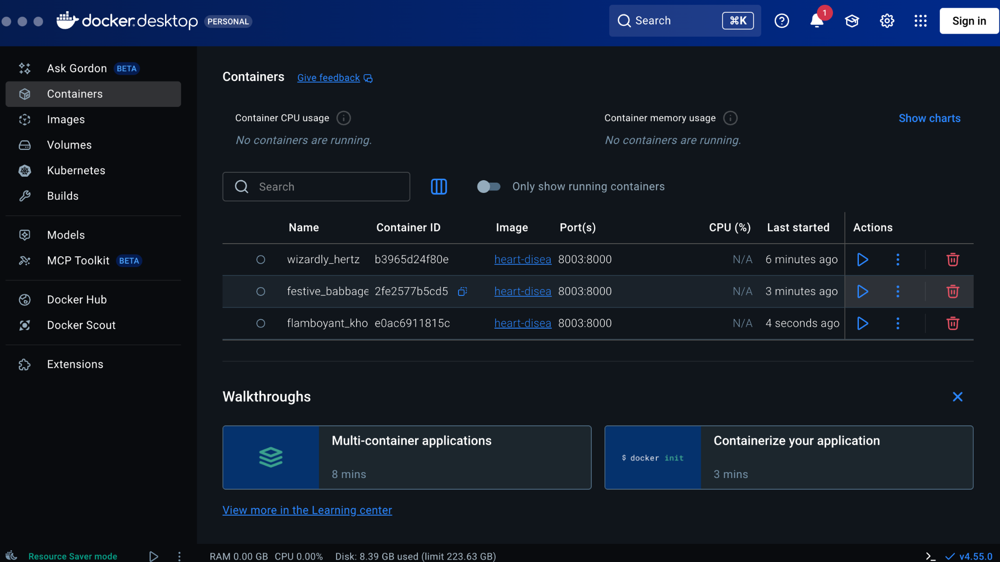 docker.desktop PERSONAL
Search ⌘K
1
Sign in
Ask Gordon BETA
Containers
Images
Volumes
Kubernetes
Builds
Models
MCP Toolkit BETA
Docker Hub
Docker Scout
Extensions
Containers Give feedback
Container CPU usage
No containers are running.
Container memory usage
No containers are running.
Show charts
Search
Only show running containers
Name Container ID Image Port(s) CPU (%) Last started Actions
wizardly_hertz b3965d24f80e heart-disea 8003:8000 N/A 6 minutes ago
festive_babbage 2fe2577b5cd5 heart-disea 8003:8000 N/A 3 minutes ago
flamboyant_kho e0ac6911815c heart-disea 8003:8000 N/A 4 seconds ago
Walkthroughs
Multi-container applications
8 mins
$ docker init
Containerize your application
3 mins
View more in the Learning center
Resource Saver mode
RAM 0.00 GB CPU 0.00% Disk: 8.39 GB used (limit 223.63 GB)
v4.55.0